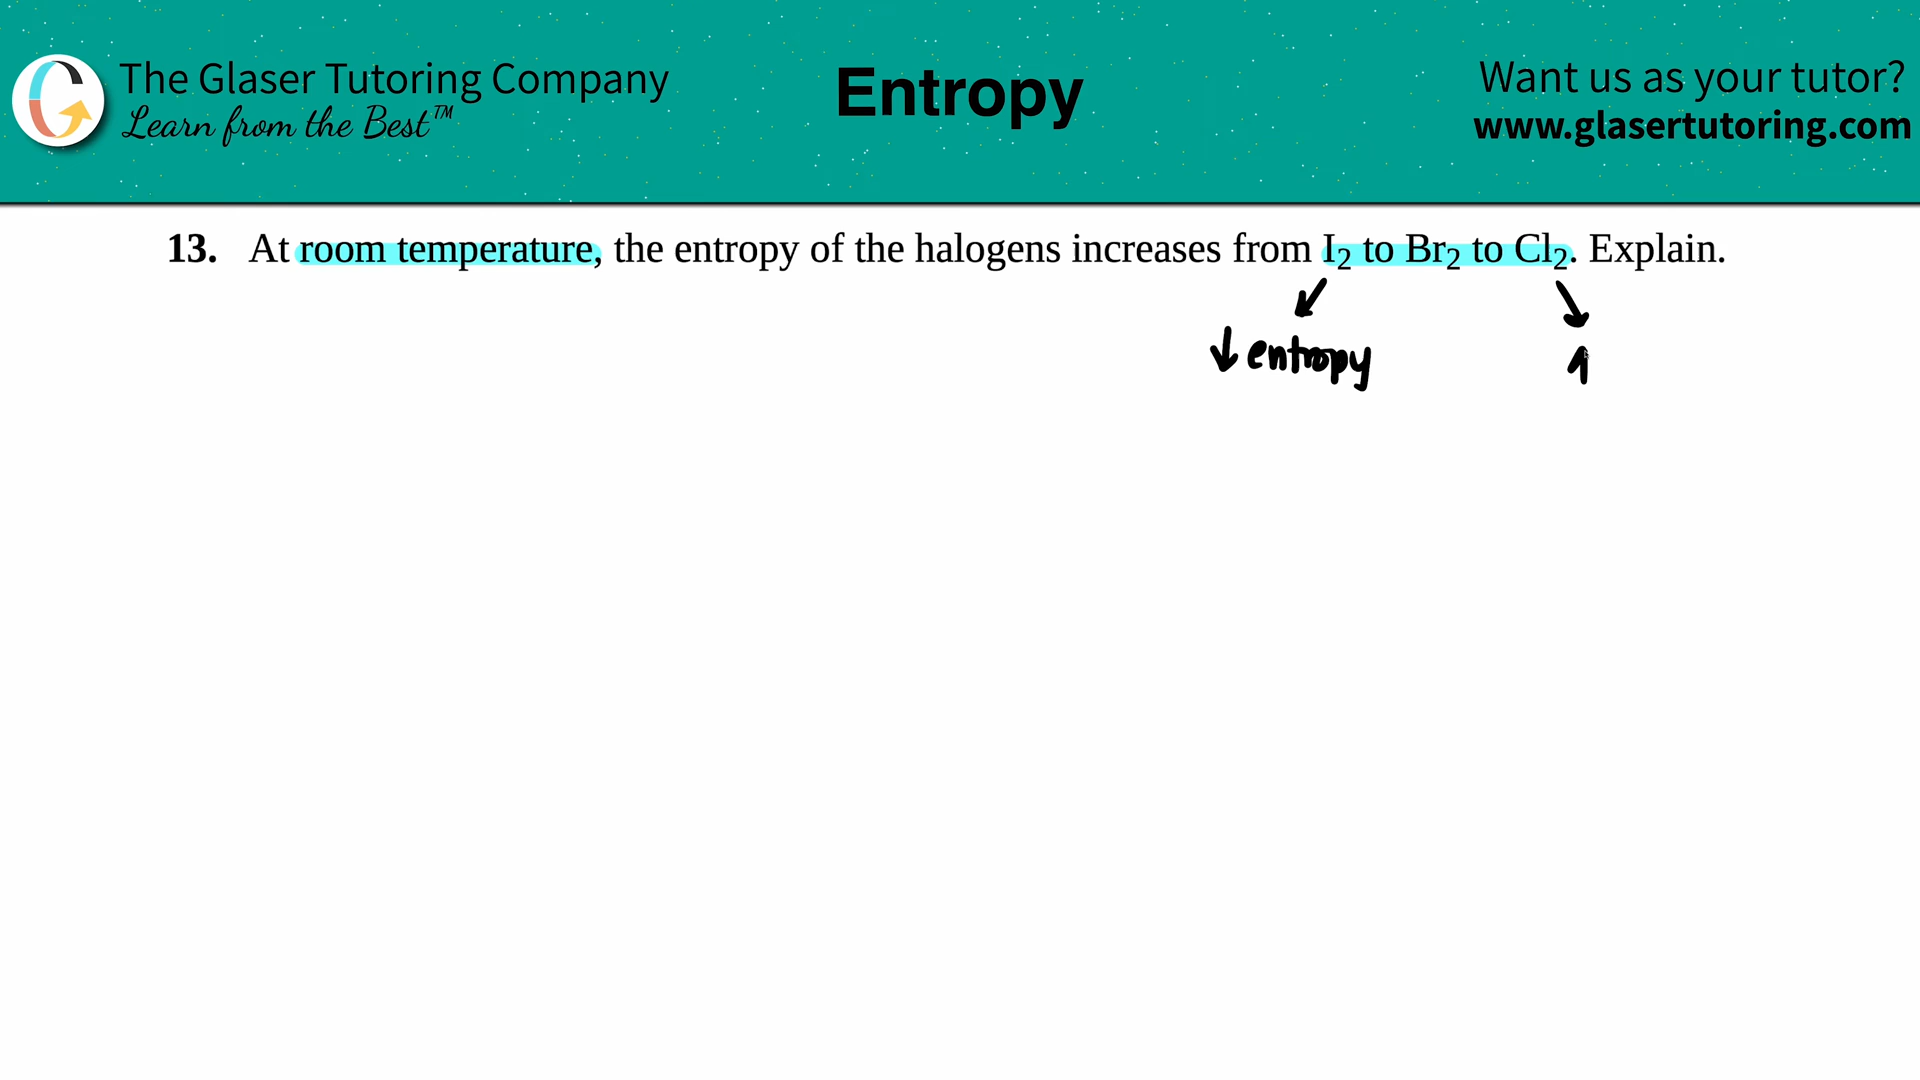 The Glaser Tutoring Company
Learn from the Best™
Entropy
Want us as your tutor?
www.glasertutoring.com
13. At room temperature, the entropy of the halogens increases from I₂ to Br₂ to Cl₂. Explain.
↓ entropy
↑